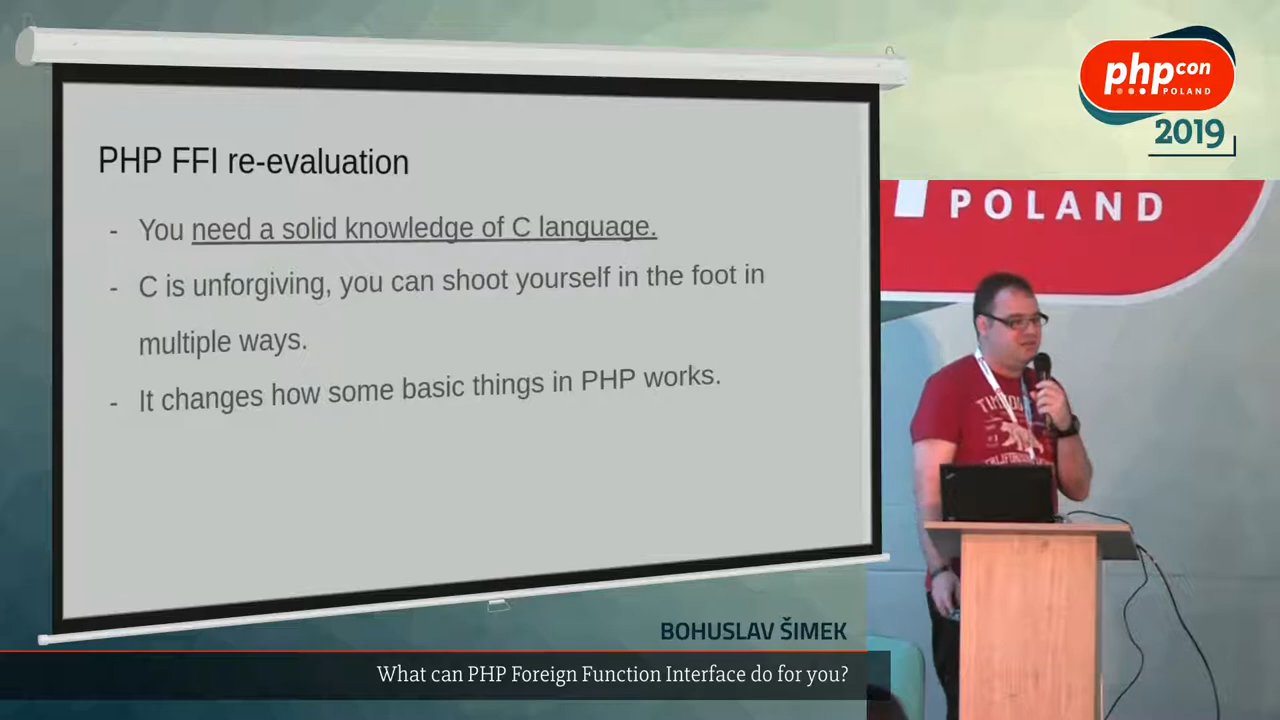 PHP FFI re-evaluation
- You need a solid knowledge of C language.
- C is unforgiving, you can shoot yourself in the foot in
multiple ways.
- It changes how some basic things in PHP works.
php con
POLAND
2019
POLAND
BOHUSLAV ŠIMEK
What can PHP Foreign Function Interface do for you?